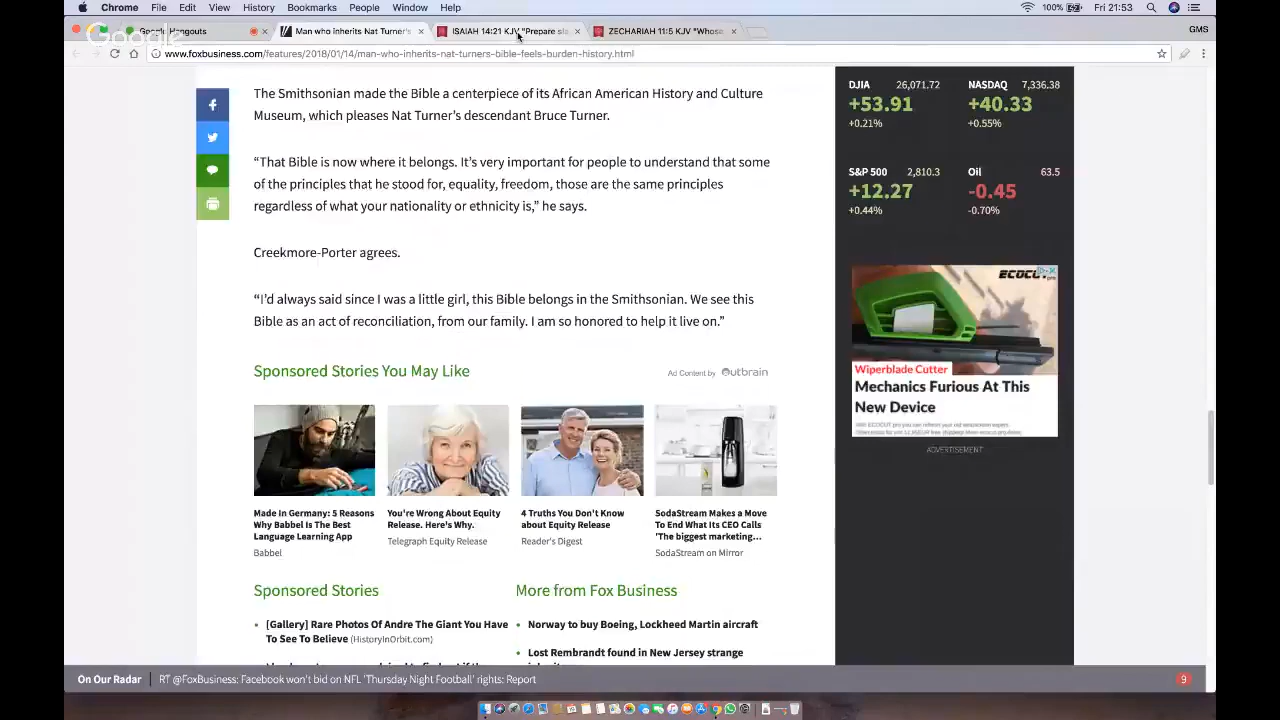 Chrome File Edit View History Bookmarks People Window Help 100% Fri 21:53
Google Hangouts Man who inherits Nat Turner's ISAIAH 14:21 KJV "Prepare sla ZECHARIAH 11:5 KJV "Whose GMS
www.foxbusiness.com/features/2018/01/14/man-who-inherits-nat-turners-bible-feels-burden-history.html
The Smithsonian made the Bible a centerpiece of its African American History and Culture
Museum, which pleases Nat Turner's descendant Bruce Turner.
“That Bible is now where it belongs. It's very important for people to understand that some
of the principles that he stood for, equality, freedom, those are the same principles
regardless of what your nationality or ethnicity is,” he says.
Creekmore-Porter agrees.
“I'd always said since I was a little girl, this Bible belongs in the Smithsonian. We see this
Bible as an act of reconciliation, from our family. I am so honored to help it live on.”
DJIA 26,071.72
+53.91
+0.21%
NASDAQ 7,336.38
+40.33
+0.55%
S&P 500 2,810.3
+12.27
+0.44%
Oil 63.5
-0.45
-0.70%
ECOCUT
Wiperblade Cutter
Mechanics Furious At This
New Device
ADVERTISEMENT
Sponsored Stories You May Like
Ad Content by Outbrain
Made In Germany: 5 Reasons
Why Babbel Is The Best
Language Learning App
Babbel
You're Wrong About Equity
Release. Here's Why.
Telegraph Equity Release
4 Truths You Don't Know
about Equity Release
Reader's Digest
SodaStream Makes a Move
To End What Its CEO Calls
'The biggest marketing...
SodaStream on Mirror
Sponsored Stories
[Gallery] Rare Photos Of Andre The Giant You Have
To See To Believe (HistoryInOrbit.com)
More from Fox Business
Norway to buy Boeing, Lockheed Martin aircraft
Lost Rembrandt found in New Jersey strange
On Our Radar RT @FoxBusiness: Facebook won't bid on NFL 'Thursday Night Football' rights: Report 9